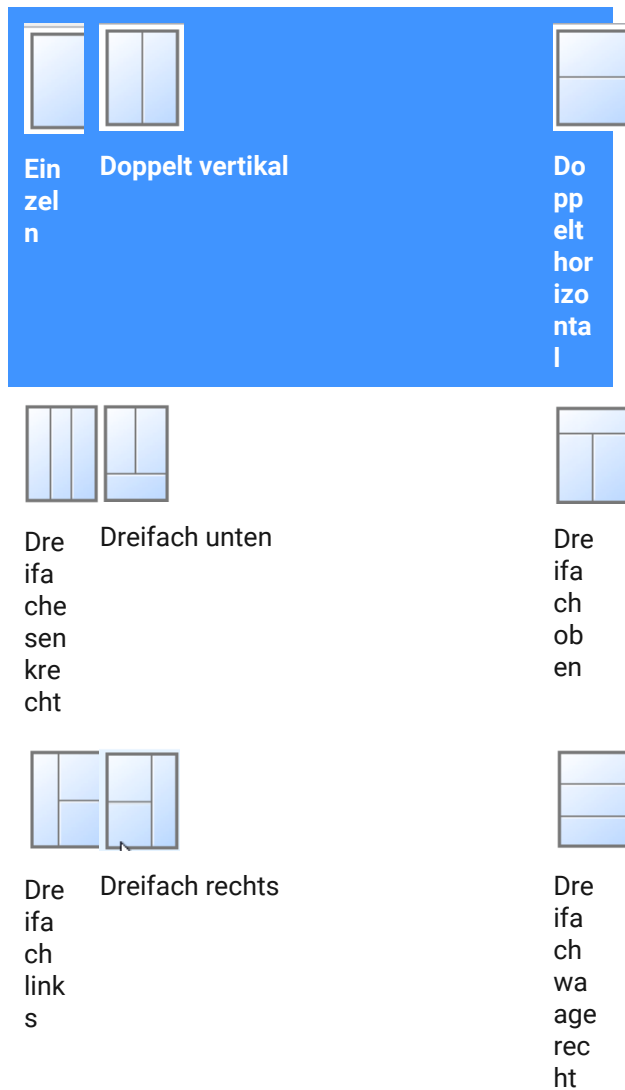 Ein
zel
n
Doppelt vertikal
Do
pp
elt
hor
izo
nta
l
Dre
ifa
che
sen
kre
cht
Dreifach unten
Dre
ifa
ch
ob
en
Dre
ifa
ch
link
s
Dreifach rechts
Dre
ifa
ch
wa
age
rec
ht